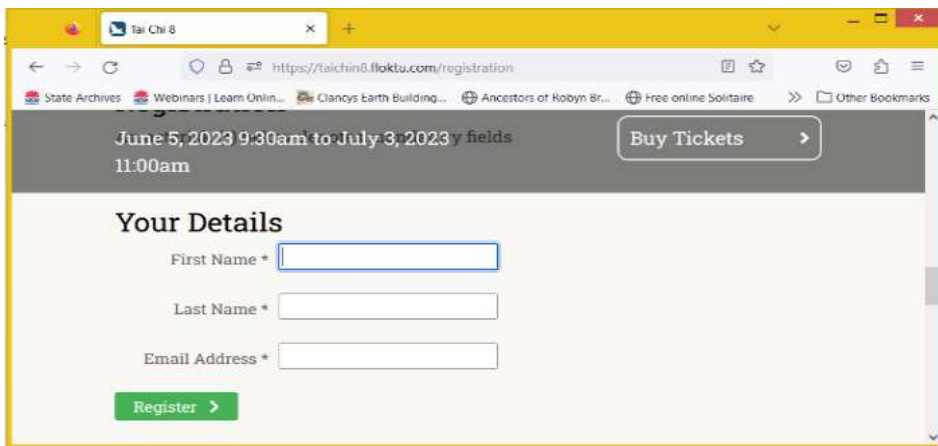 Tai Chi 8
https://taichin8.floktu.com/registration
State Archives Webinars | Learn Onlin... Clancys Earth Building... Ancestors of Robyn Br... Free online Solitaire Other Bookmarks
June 5, 2023 9:30am to July 3, 2023 y fields
11:00am
Buy Tickets
Your Details
First Name *
Last Name *
Email Address *
Register